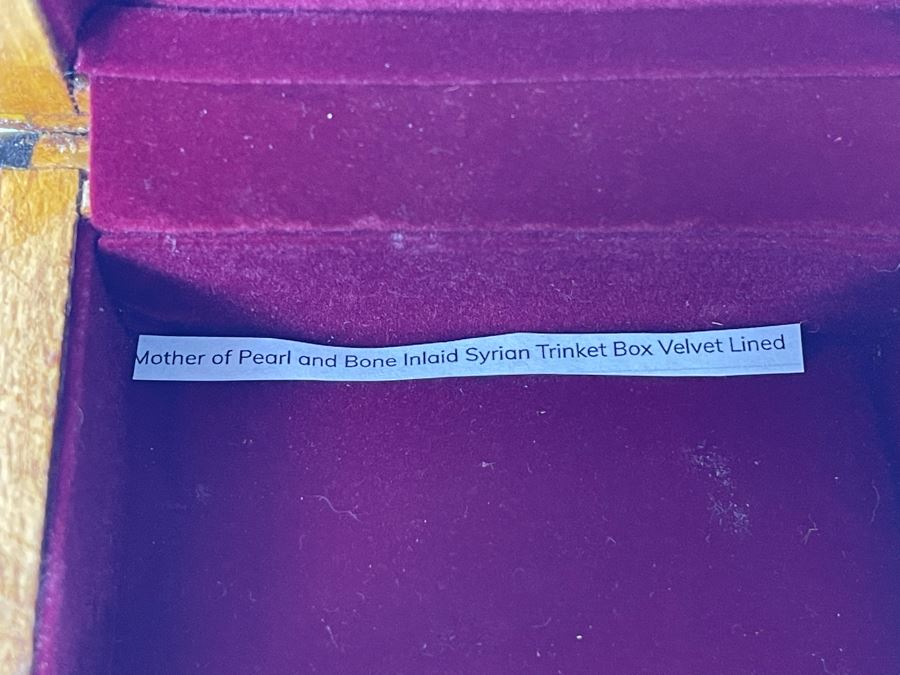 Mother of Pearl and Bone Inlaid Syrian Trinket Box Velvet Lined